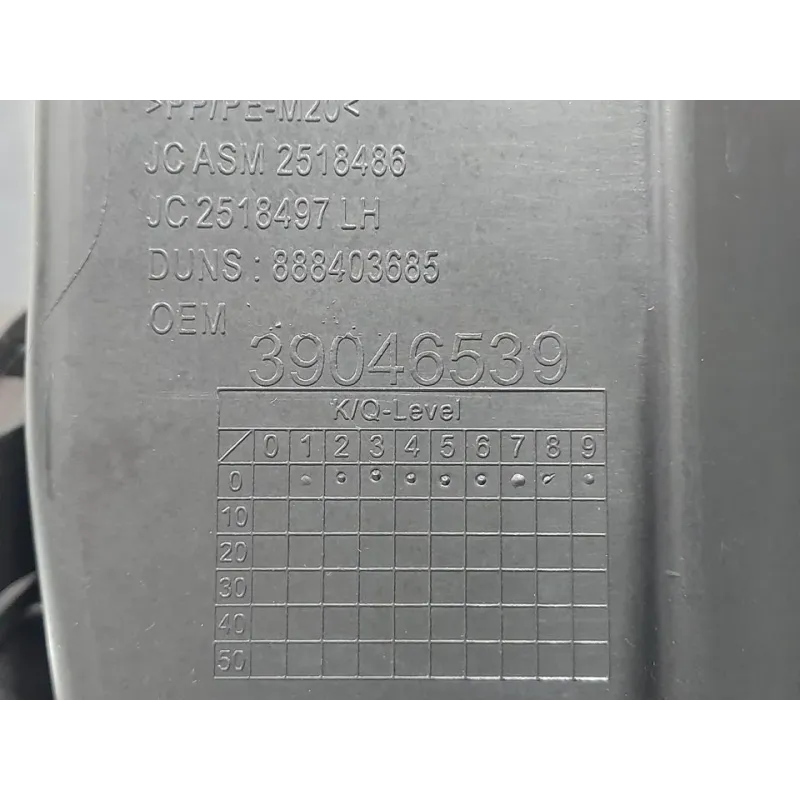 >PP/PE-M20<
JC ASM 2518486
JC 2518497 LH
DUNS : 888403685
OEM
39046539
K/Q-Level
0 1 2 3 4 5 6 7 8 9
0
10
20
30
40
50